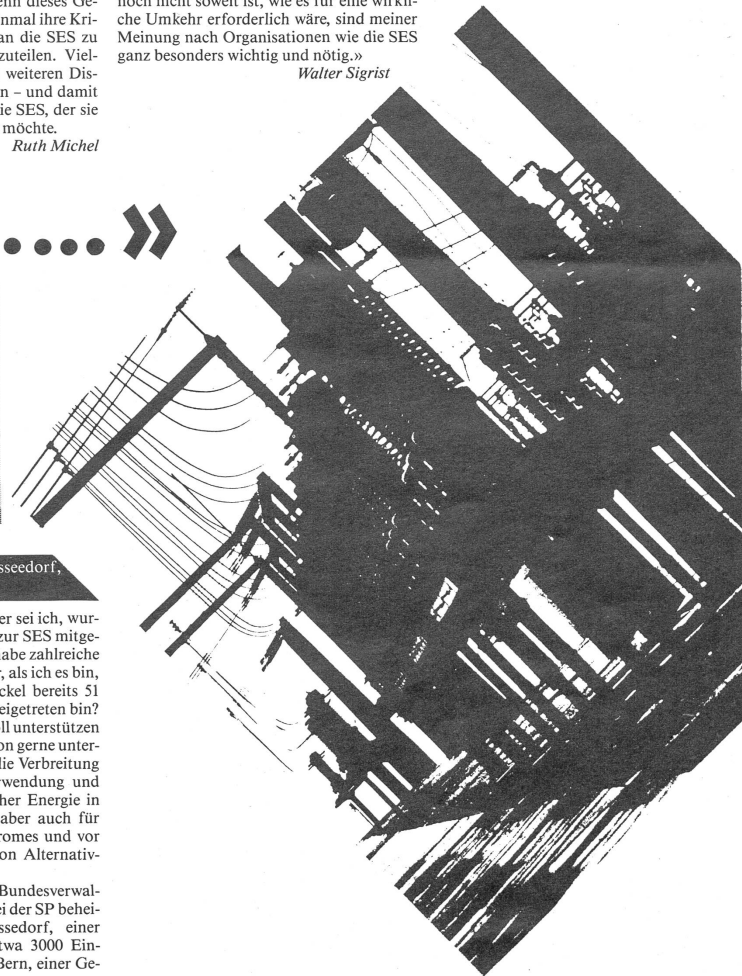 enn dieses Ge-
nmal ihre Kri-
an die SES zu
zuteilen. Viel-
weiteren Dis-
n – und damit
ie SES, der sie
möchte.
Ruth Michel
noch nicht soweit ist, wie es für eine wirkli-
che Umkehr erforderlich wäre, sind meiner
Meinung nach Organisationen wie die SES
ganz besonders wichtig und nötig.»
Walter Sigrist
●●●● »
sseedorf,
er sei ich, wur-
zur SES mitge-
habe zahlreiche
r, als ich es bin,
ckel bereits 51
eigetreten bin?
ll unterstützen
on gerne unter-
die Verbreitung
rwendung und
her Energie in
aber auch für
romes und vor
on Alternativ-
Bundesverwal-
ei der SP behei-
ssedorf, einer
twa 3000 Ein-
Bern, einer Ge-